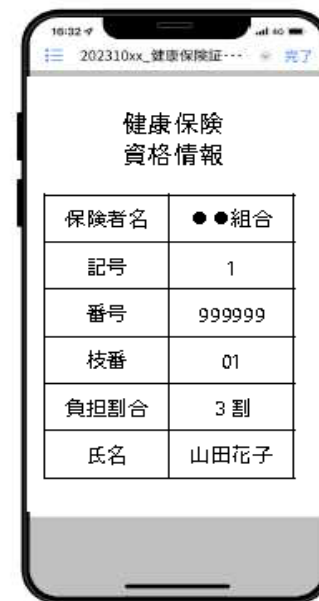 16:32 4G
202310xx_健康保険証… 完了
健康保険
資格情報
保険者名 ●●組合
記号 1
番号 999999
枝番 01
負担割合 3割
氏名 山田花子